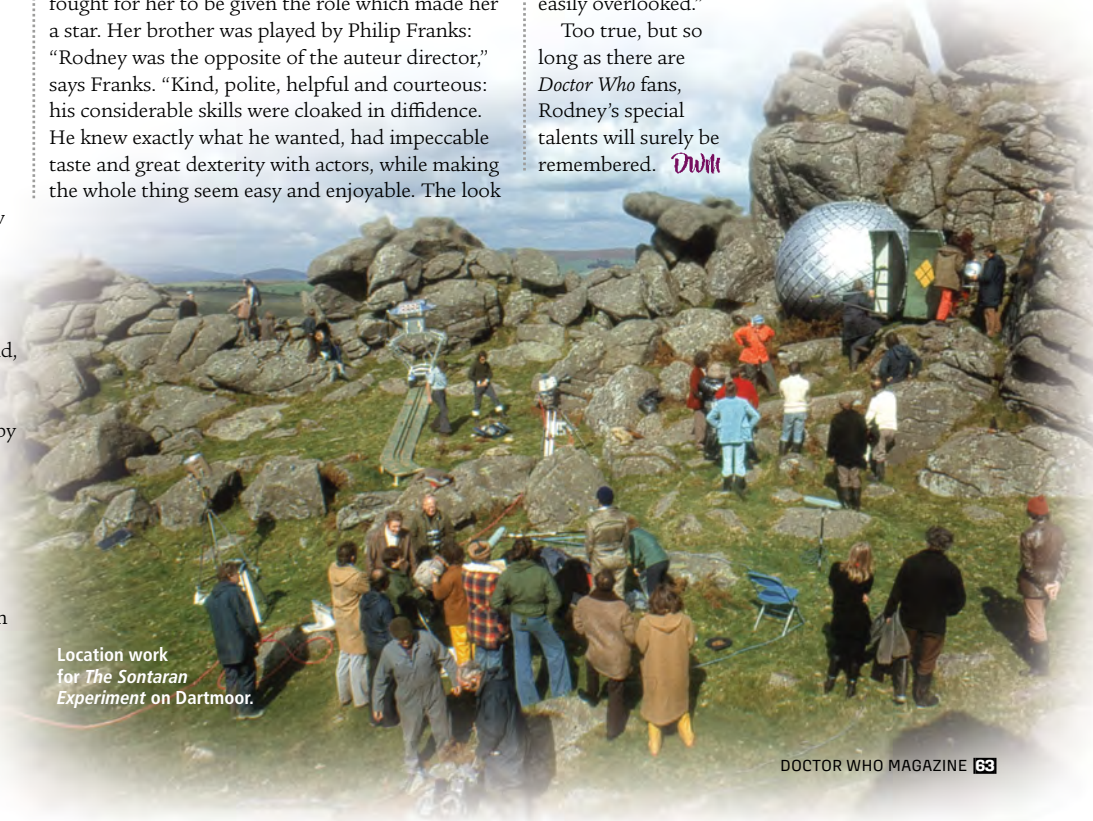 d,
by
fought for her to be given the role which made her
a star. Her brother was played by Philip Franks:
“Rodney was the opposite of the auteur director,”
says Franks. “Kind, polite, helpful and courteous:
his considerable skills were cloaked in diffidence.
He knew exactly what he wanted, had impeccable
taste and great dexterity with actors, while making
the whole thing seem easy and enjoyable. The look
easily overlooked.”
Too true, but so
long as there are
Doctor Who fans,
Rodney’s special
talents will surely be
remembered. DWM
Location work
for The Sontaran
Experiment on Dartmoor.
DOCTOR WHO MAGAZINE 63